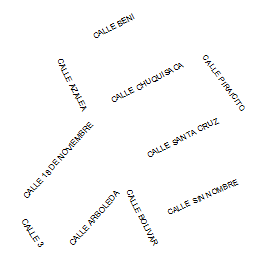 CALLE BENI
CALLE AZALEA
CALLE CHUQUISACA
CALLE PIRAICITO
CALLE 18 DE NOVIEMBRE
CALLE SANTA CRUZ
CALLE ARBOLEDA
CALLE BOLIVAR
CALLE SIN NOMBRE
CALLE 3